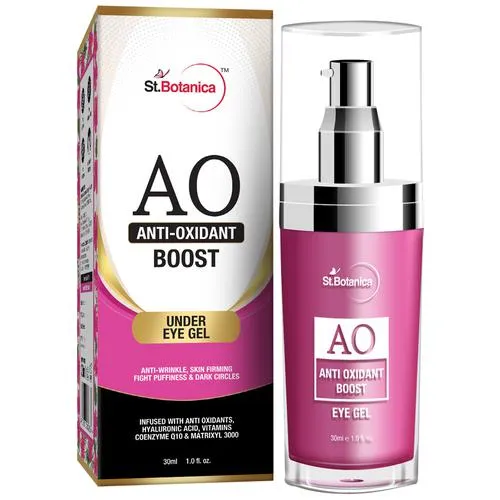 St.Botanica
TM
AO
ANTI-OXIDANT
BOOST
UNDER
EYE GEL
ANTI-WRINKLE, SKIN FIRMING
FIGHT PUFFINESS & DARK CIRCLES
INFUSED WITH ANTI OXIDANTS,
HYALURONIC ACID, VITAMINS
COENZYME Q10 & MATRIXYL 3000
30ml 1.0 fl. oz.
St.Botanica
AO
ANTI OXIDANT
BOOST
EYE GEL
30ml e 1.0 fl. oz.